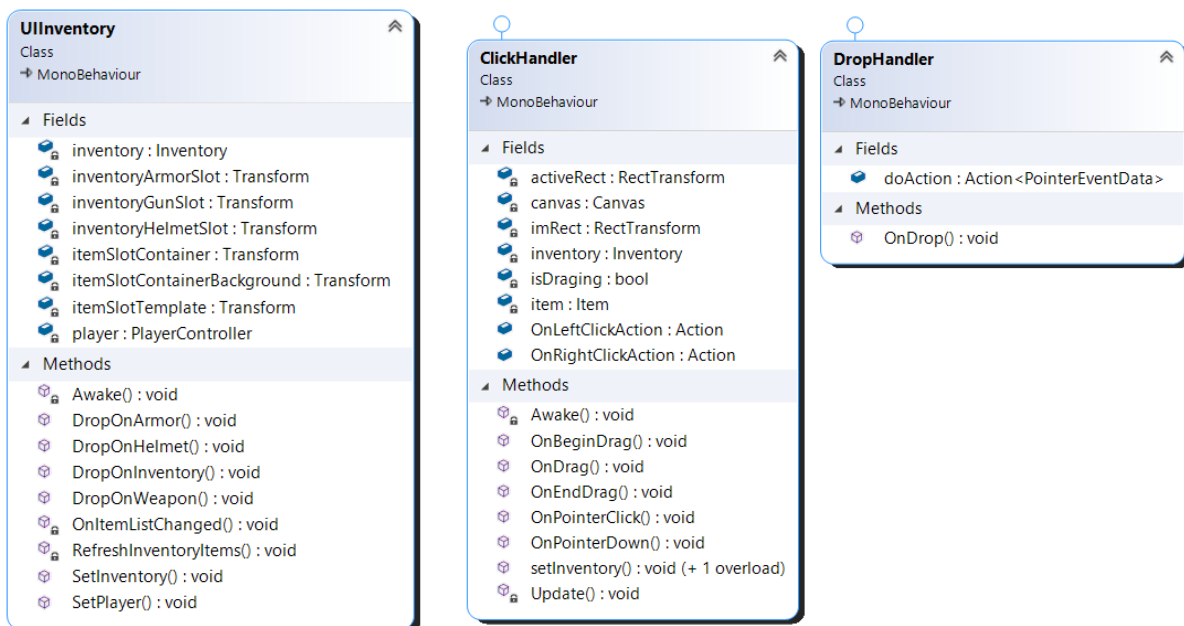 UIInventory
Class
MonoBehaviour
Fields
inventory : Inventory
inventoryArmorSlot : Transform
inventoryGunSlot : Transform
inventoryHelmetSlot : Transform
itemSlotContainer : Transform
itemSlotContainerBackground : Transform
itemSlotTemplate : Transform
player : PlayerController
Methods
Awake() : void
DropOnArmor() : void
DropOnHelmet() : void
DropOnInventory() : void
DropOnWeapon() : void
OnItemListChanged() : void
RefreshInventoryItems() : void
SetInventory() : void
SetPlayer() : void
ClickHandler
Class
MonoBehaviour
Fields
activeRect : RectTransform
canvas : Canvas
imRect : RectTransform
inventory : Inventory
isDraging : bool
item : Item
OnLeftClickAction : Action
OnRightClickAction : Action
Methods
Awake() : void
OnBeginDrag() : void
OnDrag() : void
OnEndDrag() : void
OnPointerClick() : void
OnPointerDown() : void
setInventory() : void (+ 1 overload)
Update() : void
DropHandler
Class
MonoBehaviour
Fields
doAction : Action<PointerEventData>
Methods
OnDrop() : void